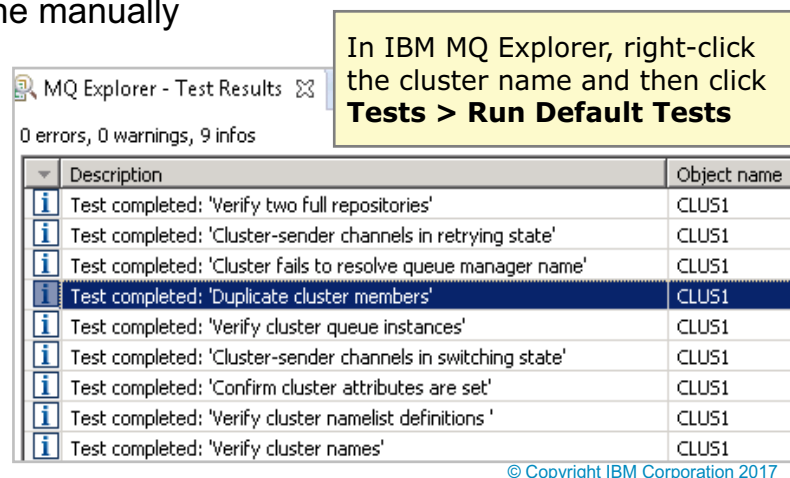 ne manually
In IBM MQ Explorer, right-click
the cluster name and then click
Tests > Run Default Tests
MQ Explorer - Test Results
0 errors, 0 warnings, 9 infos
Description Object name
Test completed: 'Verify two full repositories' CLUS1
Test completed: 'Cluster-sender channels in retrying state' CLUS1
Test completed: 'Cluster fails to resolve queue manager name' CLUS1
Test completed: 'Duplicate cluster members' CLUS1
Test completed: 'Verify cluster queue instances' CLUS1
Test completed: 'Cluster-sender channels in switching state' CLUS1
Test completed: 'Confirm cluster attributes are set' CLUS1
Test completed: 'Verify cluster namelist definitions ' CLUS1
Test completed: 'Verify cluster names' CLUS1
© Copyright IBM Corporation 2017